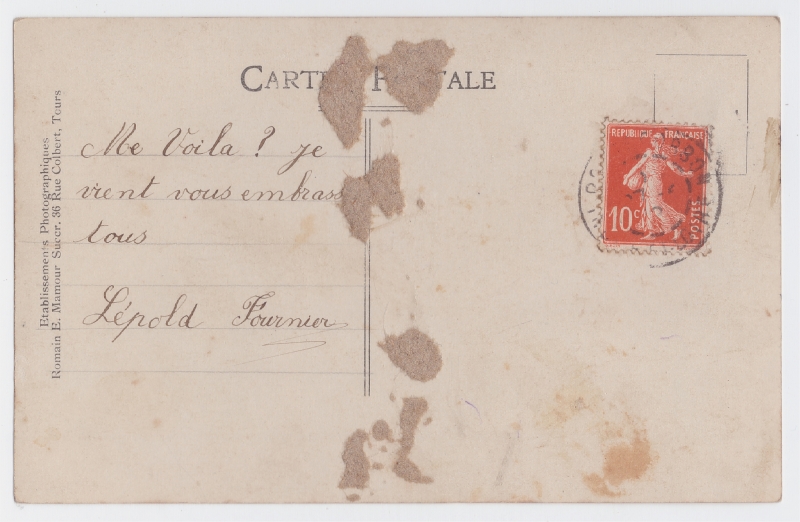 CARTE POSTALE
Etablissements Photographiques
Romain E. Mamour Succr. 36 Rue Colbert, Tours
Me Voila ? je
vient vous embrass
tous
Lépold Fournier
REPUBLIQUE FRANÇAISE
10c
POSTES